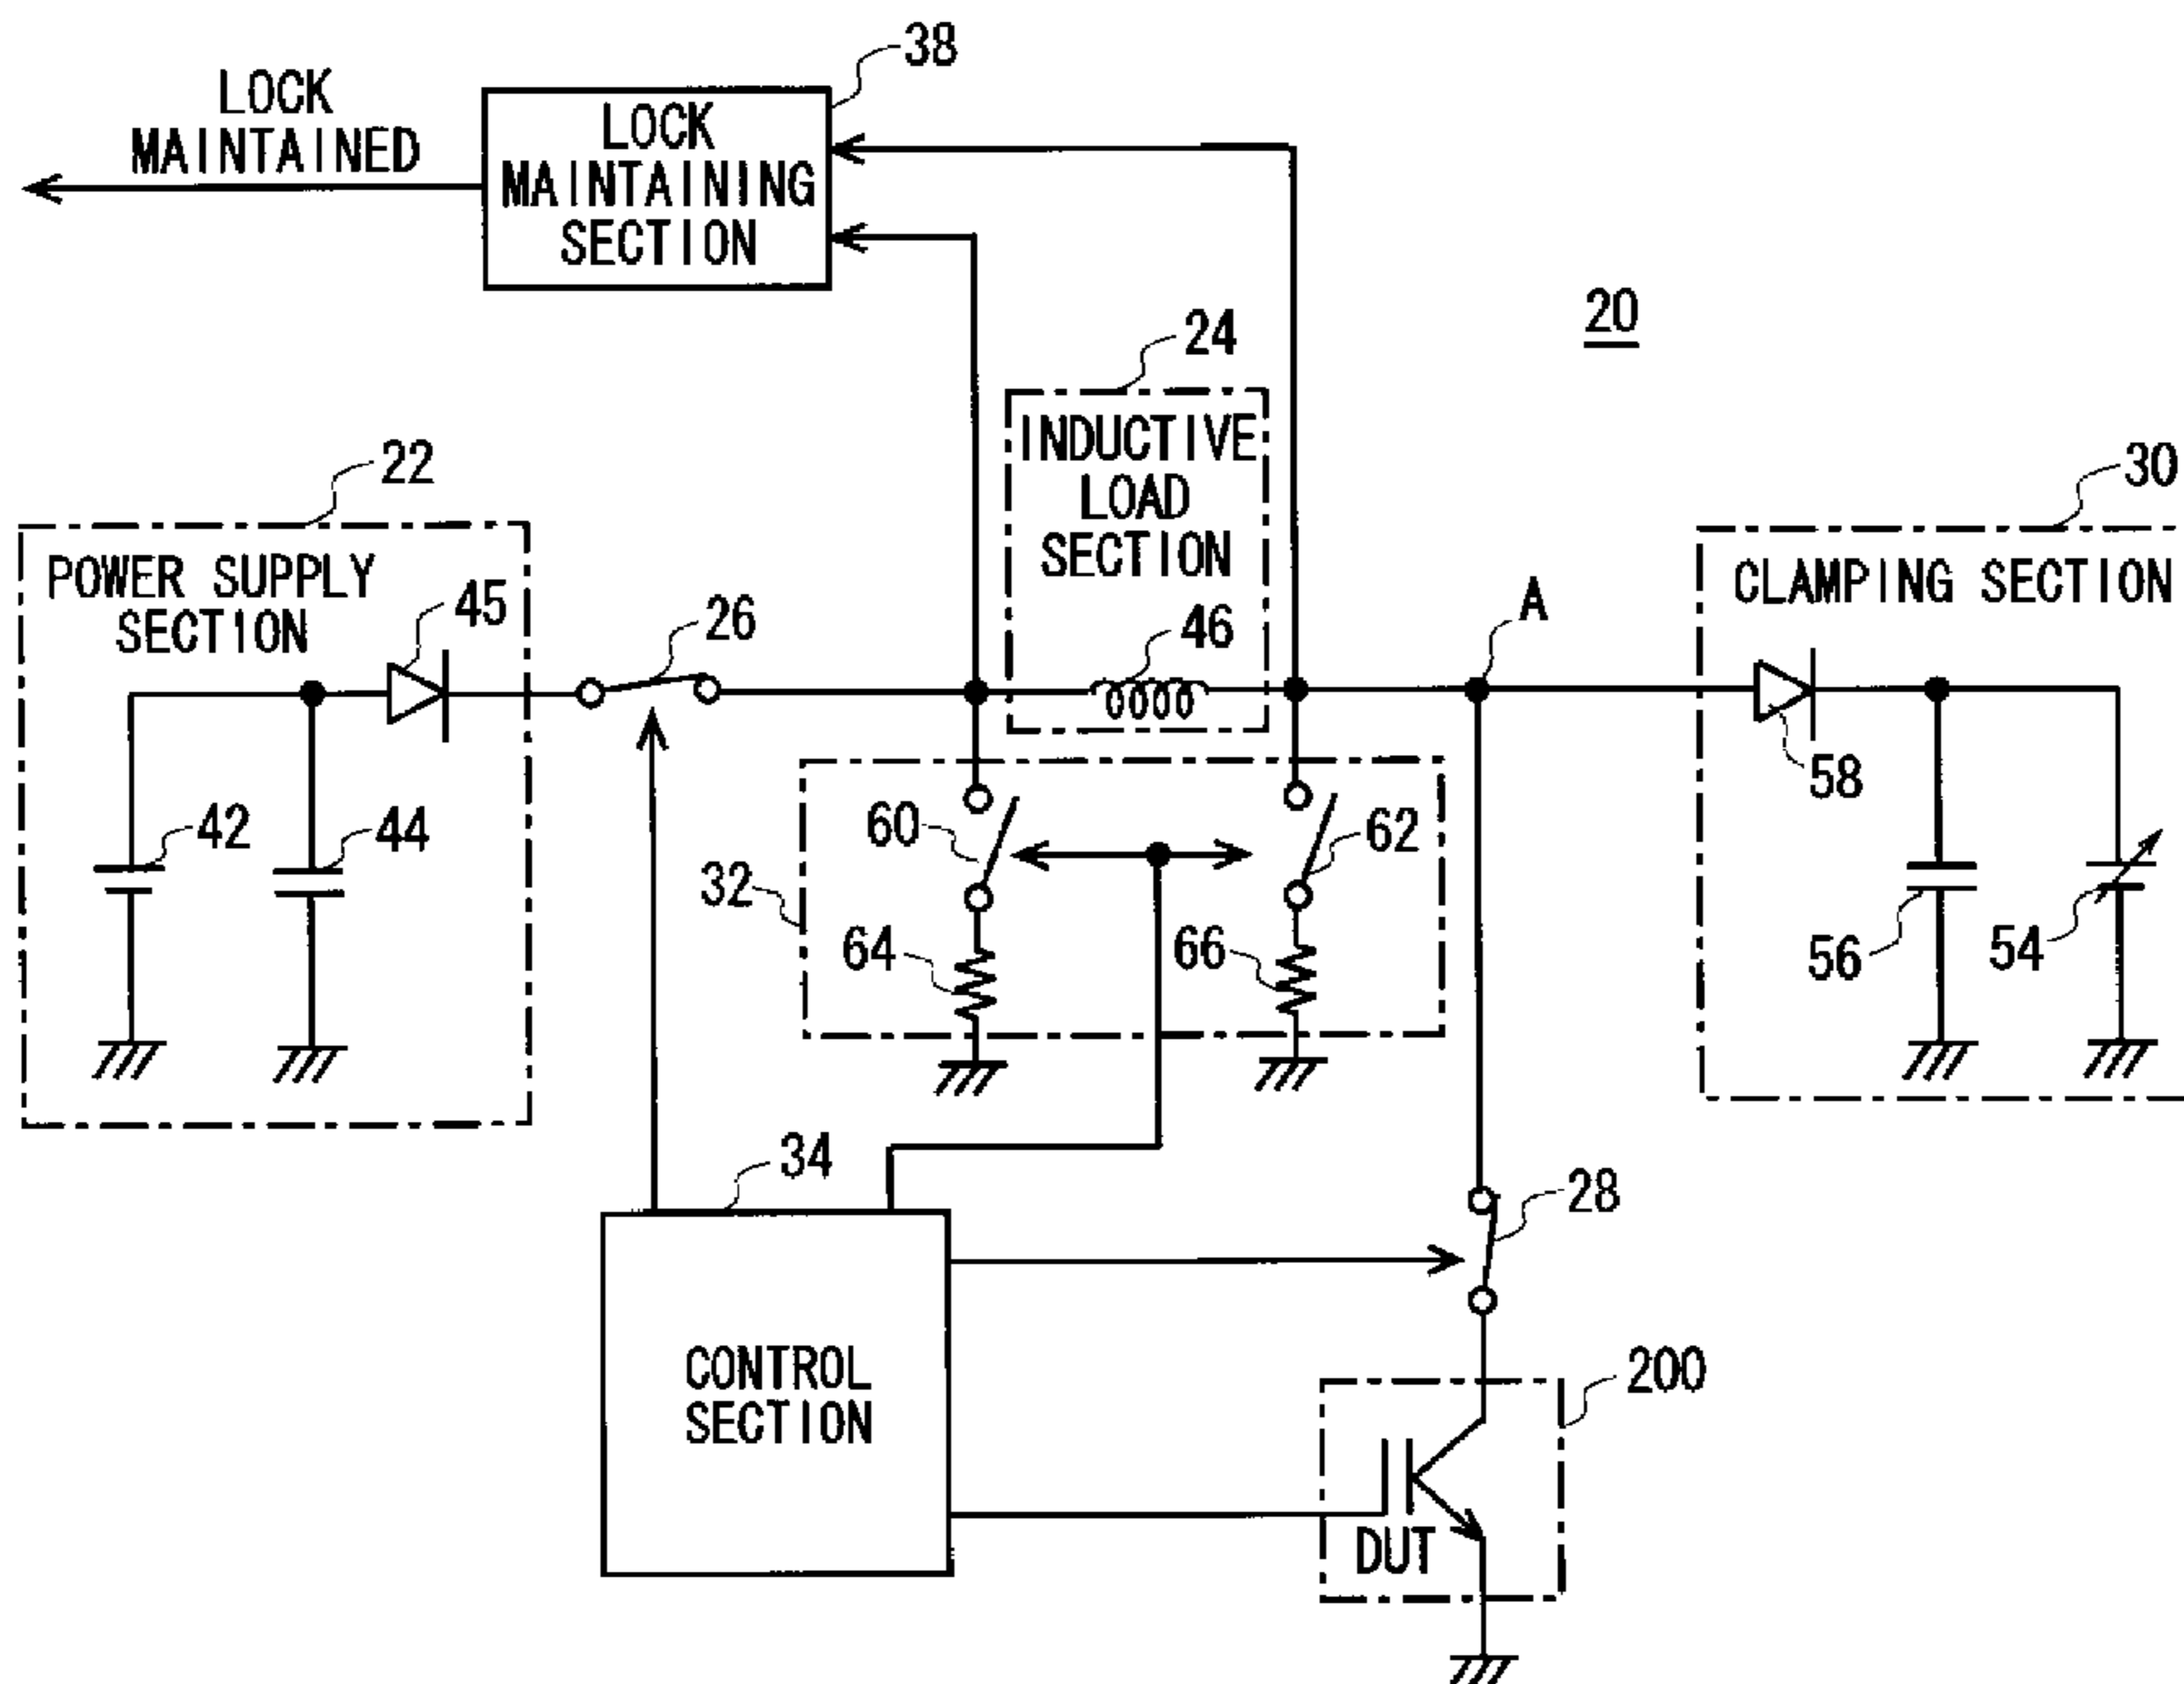 38
LOCK
MAINTAINED
LOCK
MAINTAINING
SECTION
20
24
INDUCTIVE
LOAD
SECTION
46
22
POWER SUPPLY
SECTION
45
26
A
30
CLAMPING SECTION
58
42
44
60
62
32
64
66
56
54
34
28
CONTROL
SECTION
200
DUT